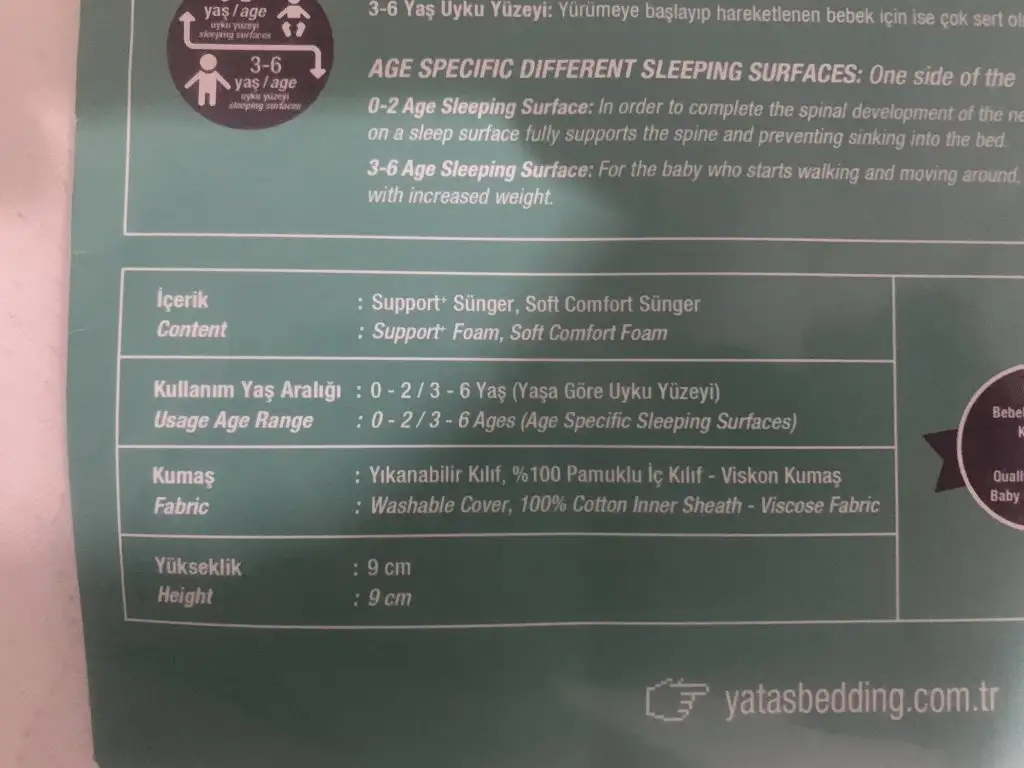 yaş / age
uyku yüzeyi
sleeping surfaces
3-6
yaş / age
uyku yüzeyi
sleeping surfaces
3-6 Yaş Uyku Yüzeyi: Yürümeye başlayıp hareketlenen bebek için ise çok sert
AGE SPECIFIC DIFFERENT SLEEPING SURFACES: One side of the
0-2 Age Sleeping Surface: In order to complete the spinal development of the
on a sleep surface fully supports the spine and preventing sinking into the bed.
3-6 Age Sleeping Surface: For the baby who starts walking and moving around,
with increased weight.
İçerik : Support+ Sünger, Soft Comfort Sünger
Content : Support+ Foam, Soft Comfort Foam
Kullanım Yaş Aralığı : 0 - 2 / 3 - 6 Yaş (Yaşa Göre Uyku Yüzeyi)
Usage Age Range : 0 - 2 / 3 - 6 Ages (Age Specific Sleeping Surfaces)
Kumaş : Yıkanabilir Kılıf, %100 Pamuklu İç Kılıf - Viskon Kumaş
Fabric : Washable Cover, 100% Cotton Inner Sheath - Viscose Fabric
Yükseklik : 9 cm
Height : 9 cm
Baby
yatasbedding.com.tr